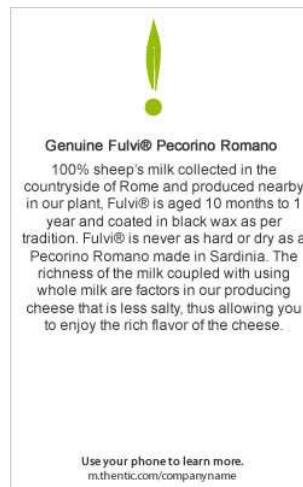 Genuine Fulvi® Pecorino Romano
100% sheep's milk collected in the
countryside of Rome and produced nearby
in our plant, Fulvi® is aged 10 months to 1
year and coated in black wax as per
tradition. Fulvi® is never as hard or dry as a
Pecorino Romano made in Sardinia. The
richness of the milk coupled with using
whole milk are factors in our producing
cheese that is less salty, thus allowing you
to enjoy the rich flavor of the cheese.
Use your phone to learn more.
m.thentic.com/companyname